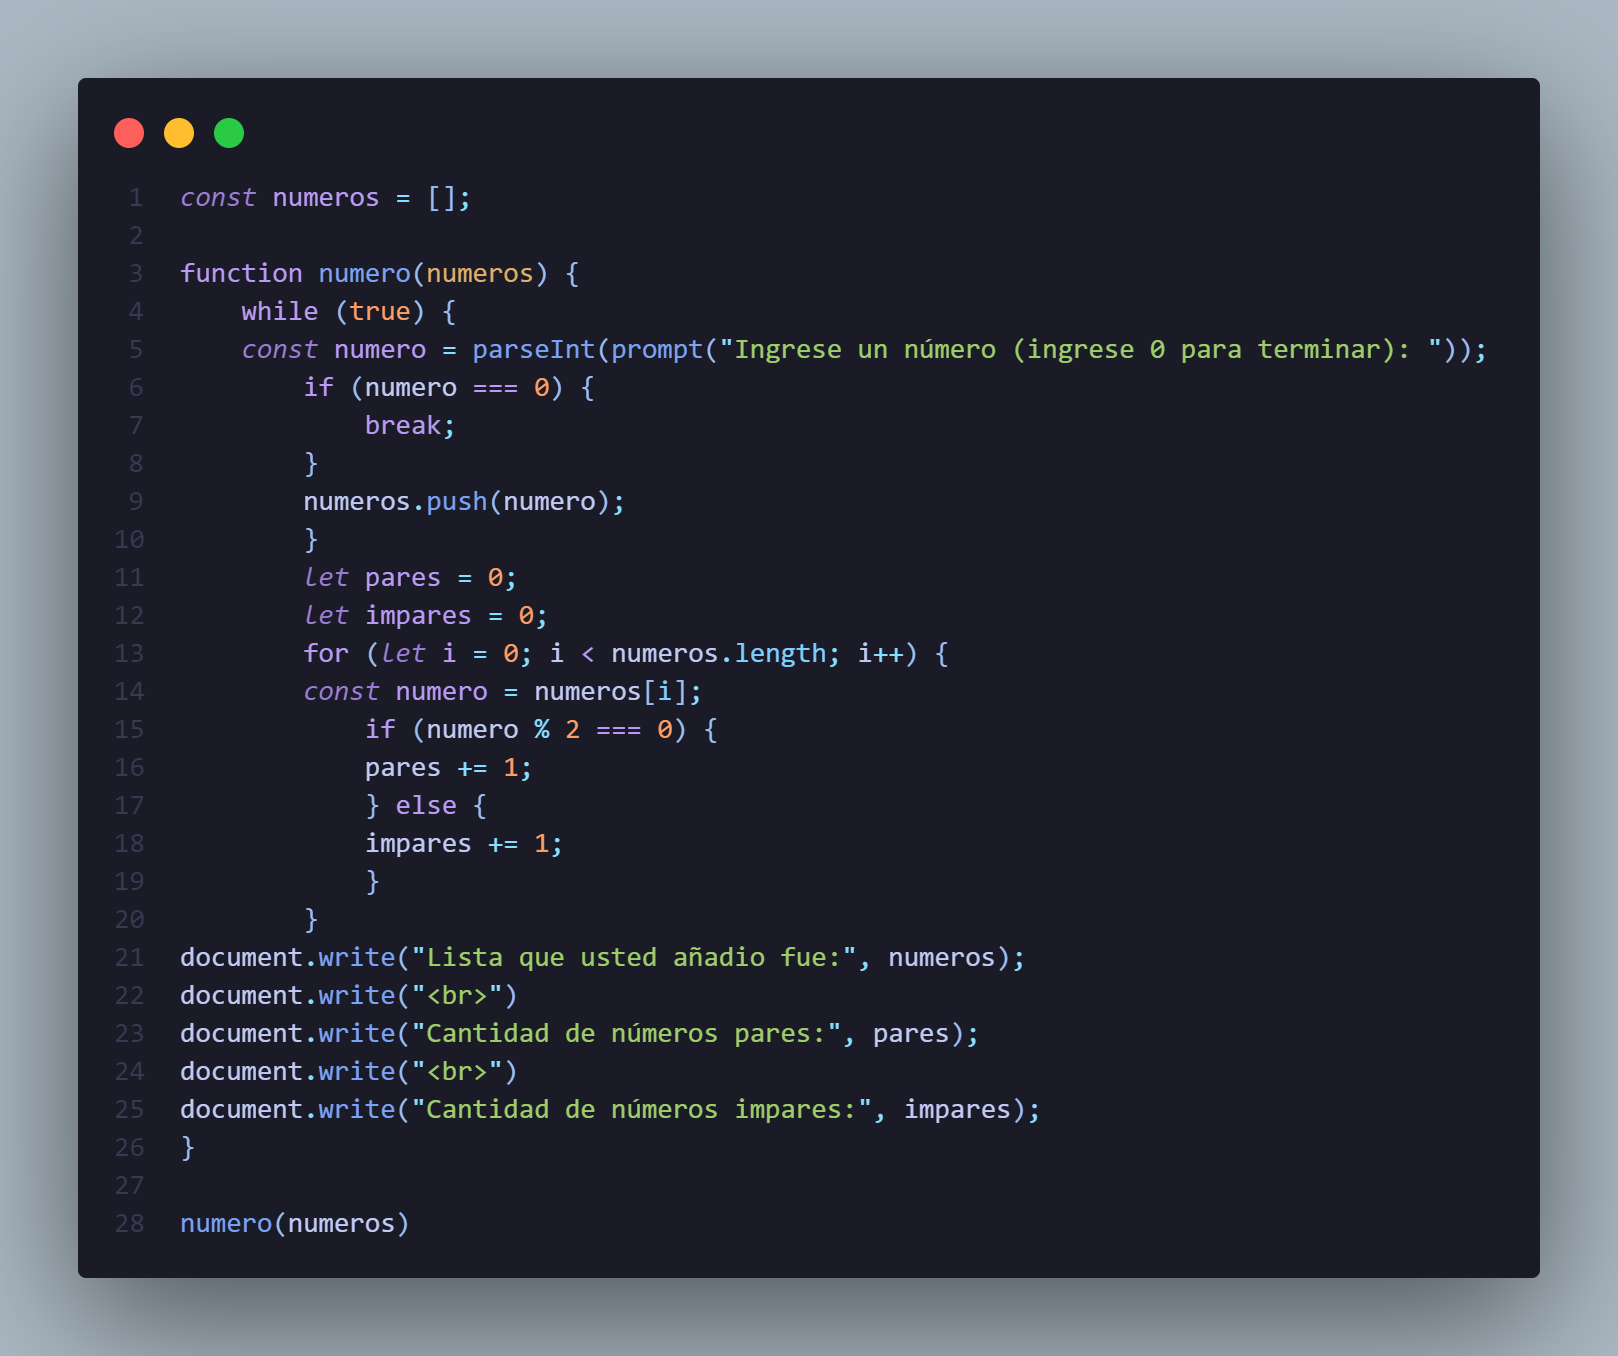 1 const numeros = [];
2
3 function numero(numeros) {
4     while (true) {
5     const numero = parseInt(prompt("Ingrese un número (ingrese 0 para terminar): "));
6         if (numero === 0) {
7             break;
8         }
9         numeros.push(numero);
10         }
11         let pares = 0;
12         let impares = 0;
13         for (let i = 0; i < numeros.length; i++) {
14         const numero = numeros[i];
15             if (numero % 2 === 0) {
16             pares += 1;
17             } else {
18             impares += 1;
19             }
20         }
21 document.write("Lista que usted añadio fue:", numeros);
22 document.write("<br>")
23 document.write("Cantidad de números pares:", pares);
24 document.write("<br>")
25 document.write("Cantidad de números impares:", impares);
26 }
27
28 numero(numeros)